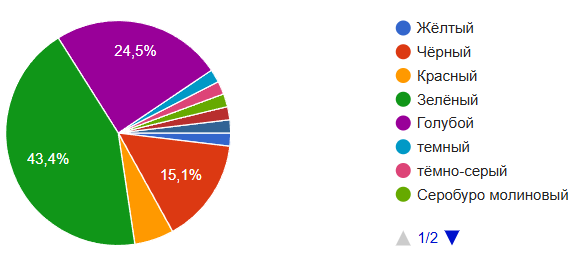 24,5%
43,4%
15,1%
Жёлтый
Чёрный
Красный
Зелёный
Голубой
темный
тёмно-серый
Серобуро молиновый
1/2